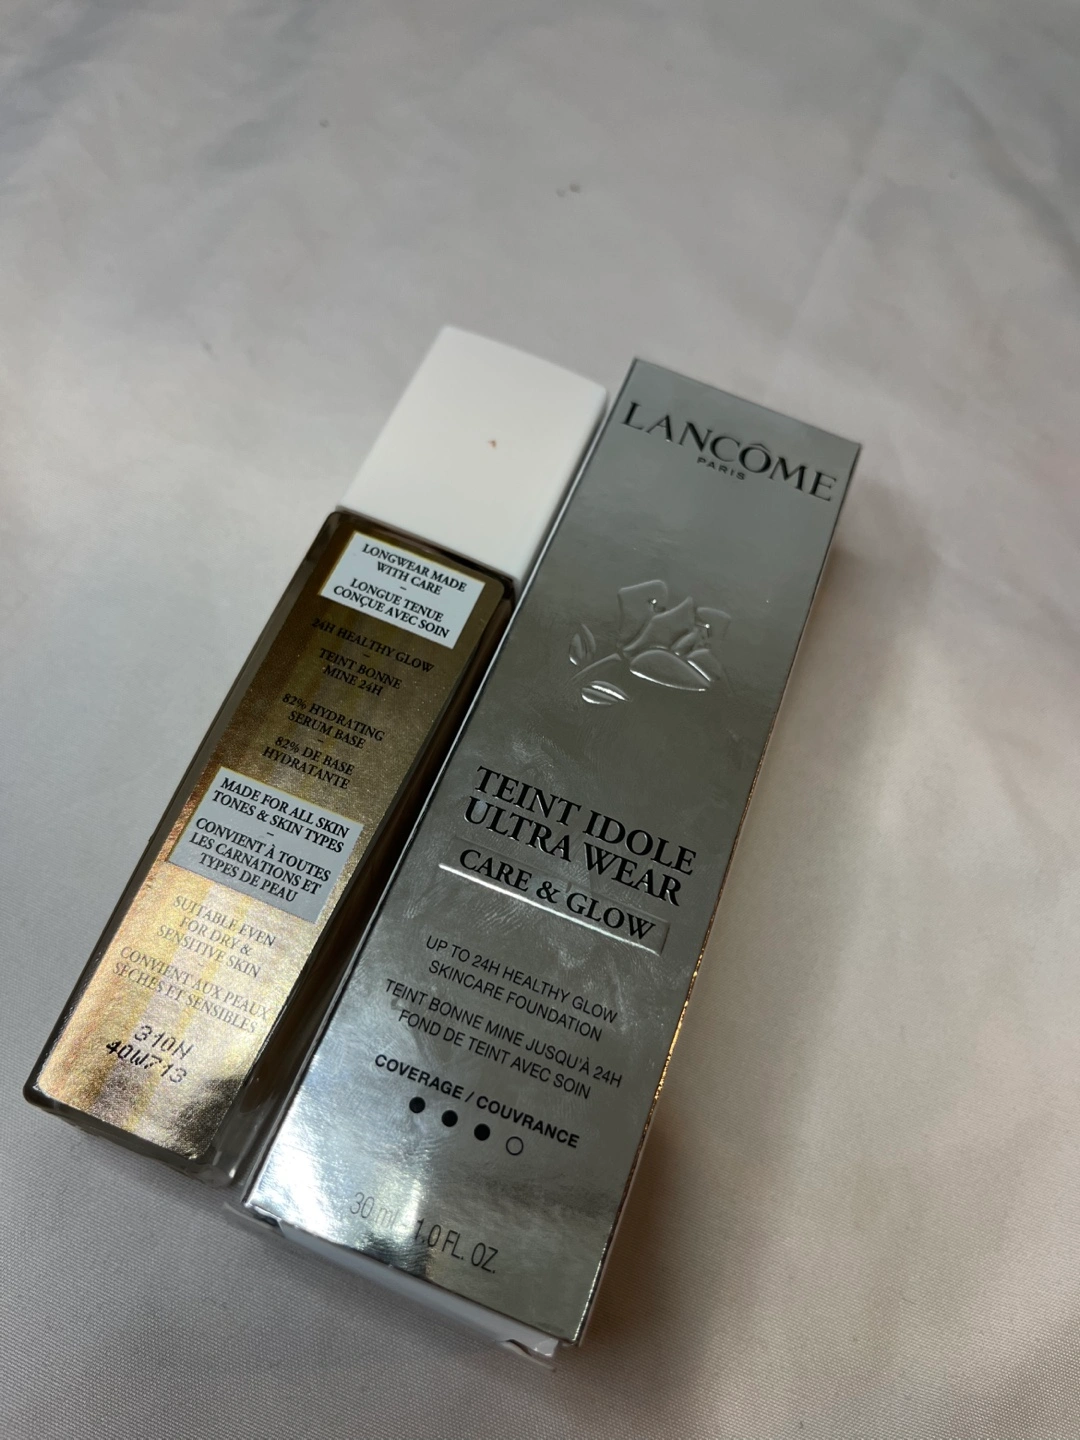 LONGWEAR MADE
WITH CARE
–
LONGUE TENUE
CONÇUE AVEC SOIN
24H HEALTHY GLOW
–
TEINT BONNE
MINE 24H
82% HYDRATING
SERUM BASE
–
82% DE BASE
HYDRATANTE
MADE FOR ALL SKIN
TONES & SKIN TYPES
–
CONVIENT À TOUTES
LES CARNATIONS ET
TYPES DE PEAU
SUITABLE EVEN
FOR DRY &
SENSITIVE SKIN
–
CONVIENT AUX PEAUX
SÈCHES ET SENSIBLES
310N
40W713
LANCÔME
PARIS
TEINT IDOLE
ULTRA WEAR
CARE & GLOW
UP TO 24H HEALTHY GLOW
SKINCARE FOUNDATION
TEINT BONNE MINE JUSQU'À 24H
FOND DE TEINT AVEC SOIN
COVERAGE / COUVRANCE
30 ml 1.0 FL. OZ.